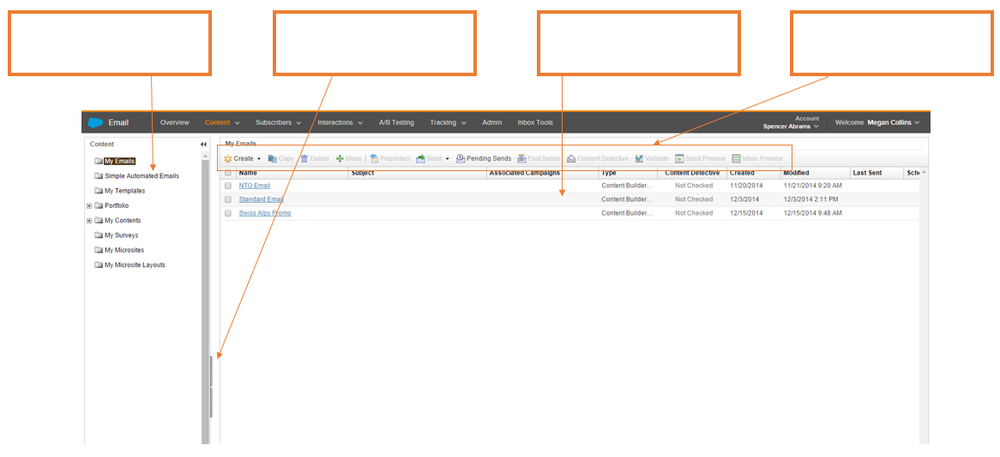 Email Overview Content Subscribers Interactions A/B Testing Tracking Admin Inbox Tools Account Spencer Abrams Welcome Megan Collins
Content
My Emails
Simple Automated Emails
My Templates
Portfolio
My Contents
My Surveys
My Microsites
My Microsite Layouts
My Emails
Create Copy Delete Move Properties Send Pending Sends Past Sends Content Detective Validate Send Preview Inbox Preview
Name Subject Associated Campaigns Type Content Detective Created Modified Last Sent Sche
NTO Email Content Builder... Not Checked 11/20/2014 11/21/2014 9:20 AM
Standard Email Content Builder... Not Checked 12/3/2014 12/3/2014 2:11 PM
Swiss Alps Promo Content Builder... Not Checked 12/15/2014 12/15/2014 9:48 AM